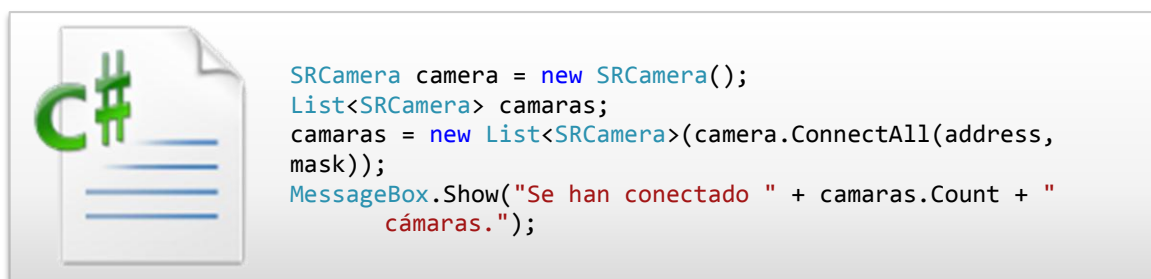 C#
SRCamera camera = new SRCamera();
List<SRCamera> camaras;
camaras = new List<SRCamera>(camera.ConnectAll(address,
mask));
MessageBox.Show("Se han conectado " + camaras.Count + "
cámaras.");